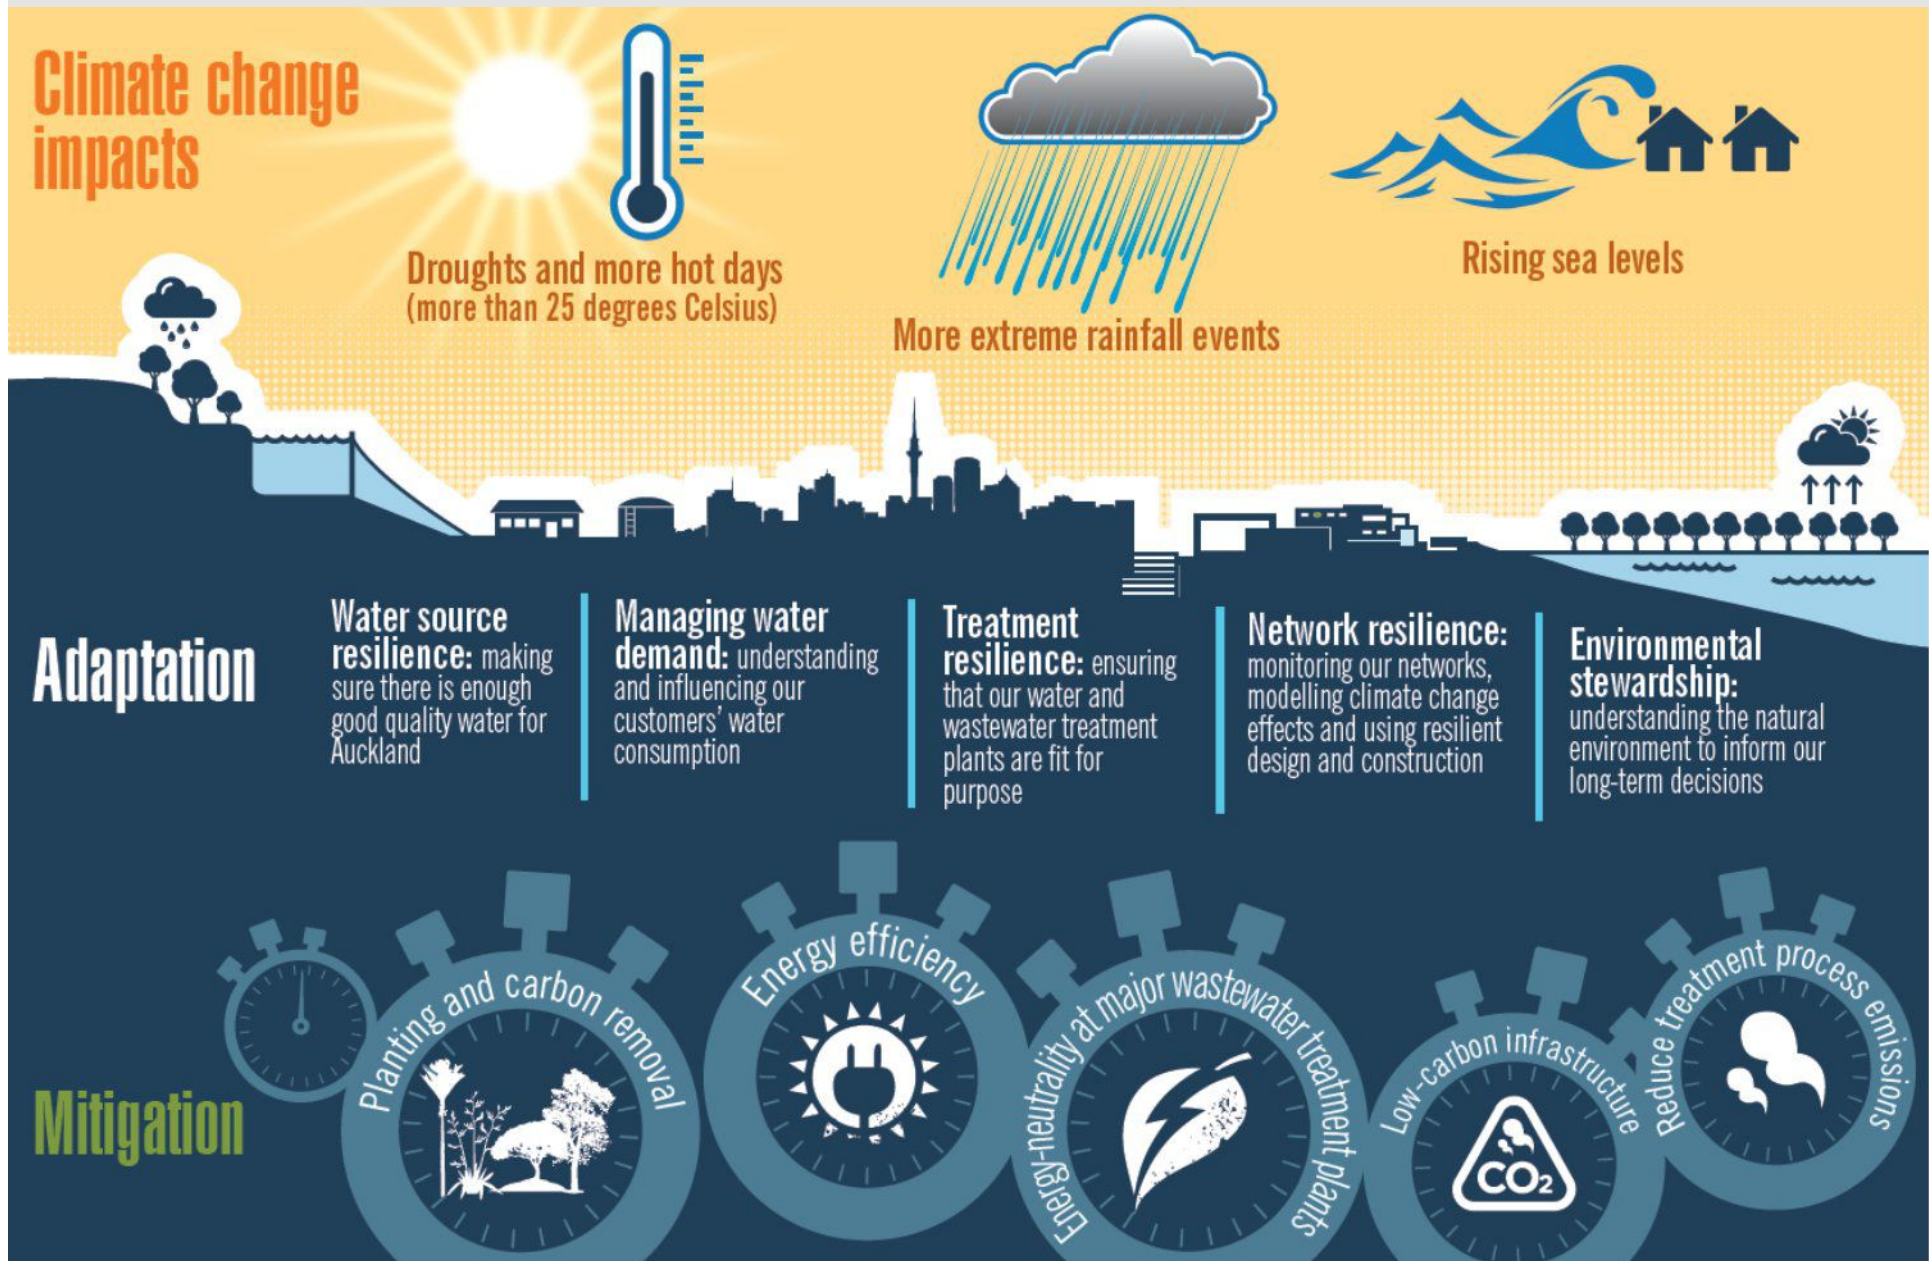 Climate change
impacts
Droughts and more hot days
(more than 25 degrees Celsius)
More extreme rainfall events
Rising sea levels
Adaptation
Water source
resilience: making
sure there is enough
good quality water for
Auckland
Managing water
demand: understanding
and influencing our
customers’ water
consumption
Treatment
resilience: ensuring
that our water and
wastewater treatment
plants are fit for
purpose
Network resilience:
monitoring our networks,
modelling climate change
effects and using resilient
design and construction
Environmental
stewardship:
understanding the natural
environment to inform our
long-term decisions
Mitigation
Planting and carbon removal
Energy efficiency
Energy-neutrality at major wastewater treatment plants
Low-carbon infrastructure
CO2
Reduce treatment process emissions